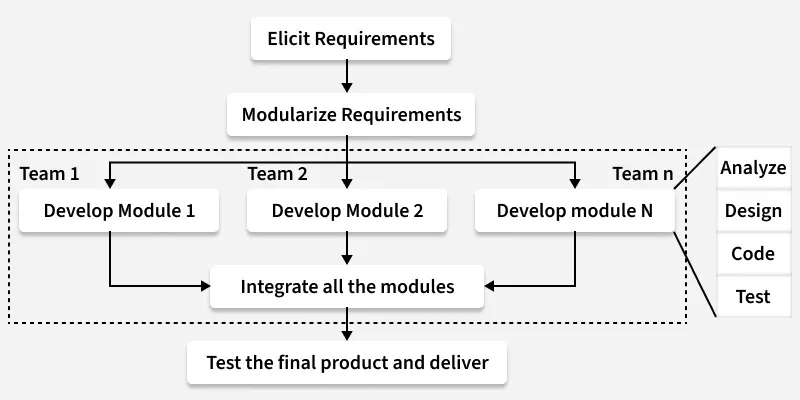 Elicit Requirements
Modularize Requirements
Team 1
Team 2
Team n
Develop Module 1
Develop Module 2
Develop module N
Analyze
Design
Code
Test
Integrate all the modules
Test the final product and deliver